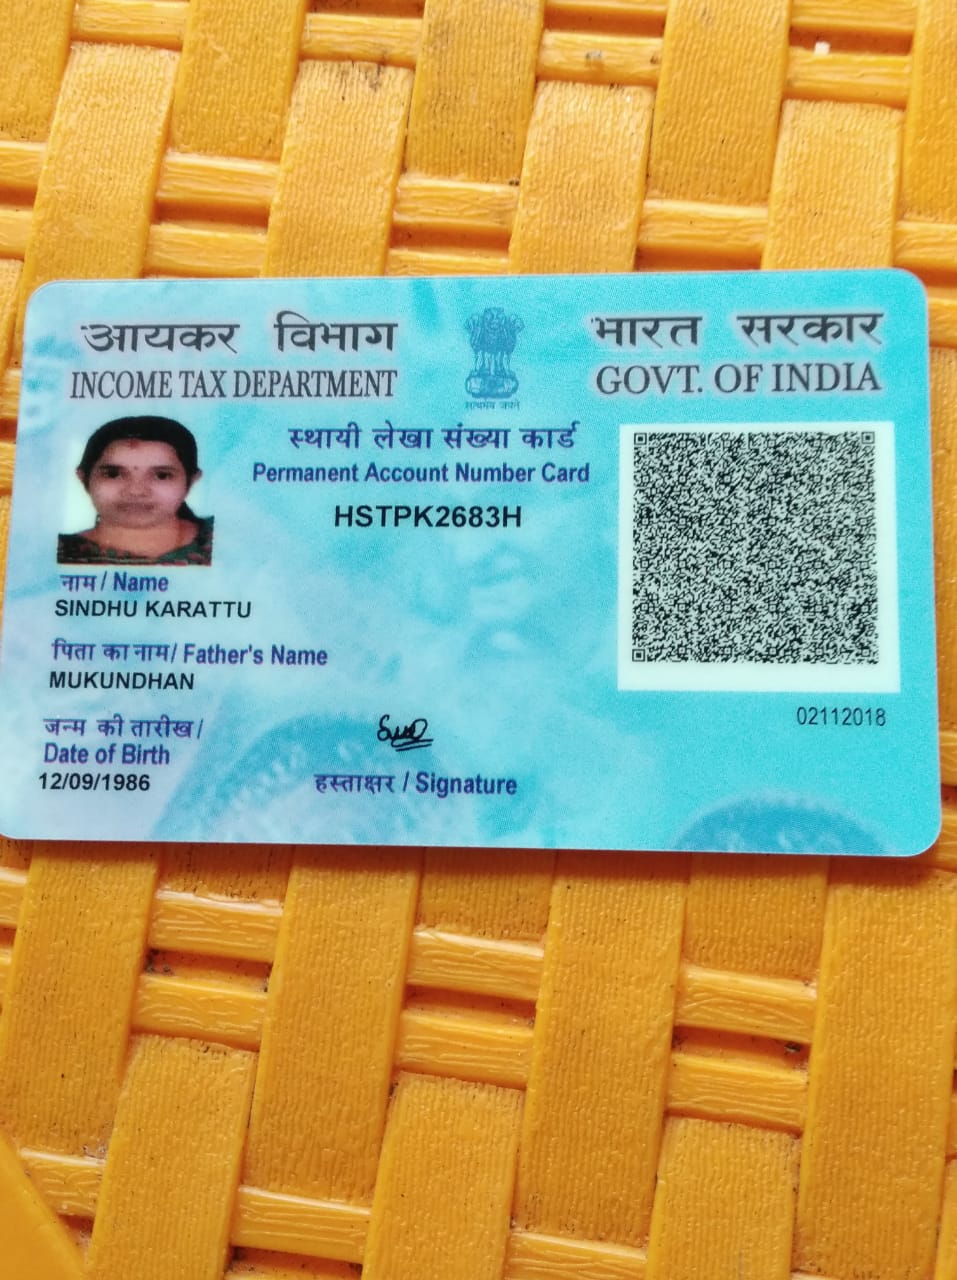 आयकर विभाग
INCOME TAX DEPARTMENT
सत्यमेव जयते
भारत सरकार
GOVT. OF INDIA
स्थायी लेखा संख्या कार्ड
Permanent Account Number Card
HSTPK2683H
नाम / Name
SINDHU KARATTU
पिता का नाम/ Father's Name
MUKUNDHAN
जन्म की तारीख /
Date of Birth
12/09/1986
हस्ताक्षर / Signature
02112018